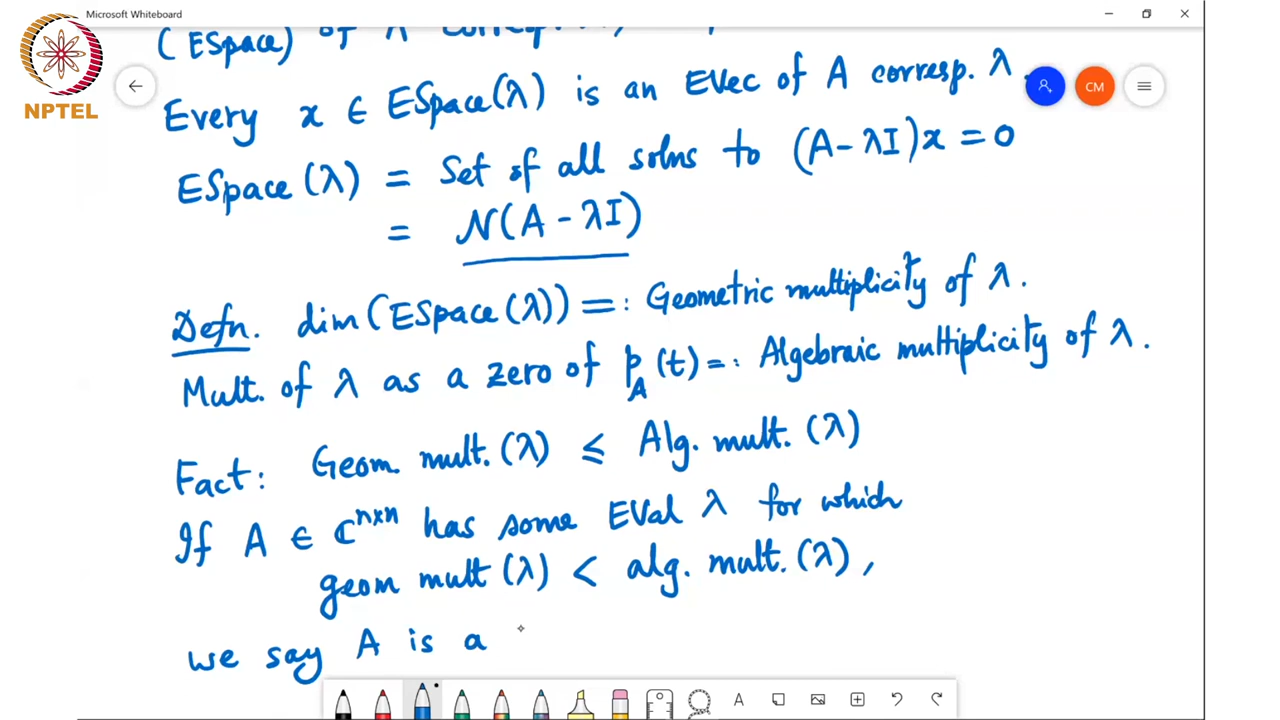 Microsoft Whiteboard
NPTEL
(ESpace) of λ
Every x ∈ ESpace(λ) is an EVec of A corresp. λ.
CM
ESpace(λ) = Set of all solns to (A - λI)x = 0
= N(A - λI)
Defn. dim(ESpace(λ)) =: Geometric multiplicity of λ.
Mult. of λ as a zero of p_A(t) =: Algebraic multiplicity of λ.
Fact: Geom. mult.(λ) ≤ Alg. mult.(λ)
If A ∈ ℂ^{n×n} has some EVal λ for which
geom mult(λ) < alg. mult.(λ),
we say A is a
A